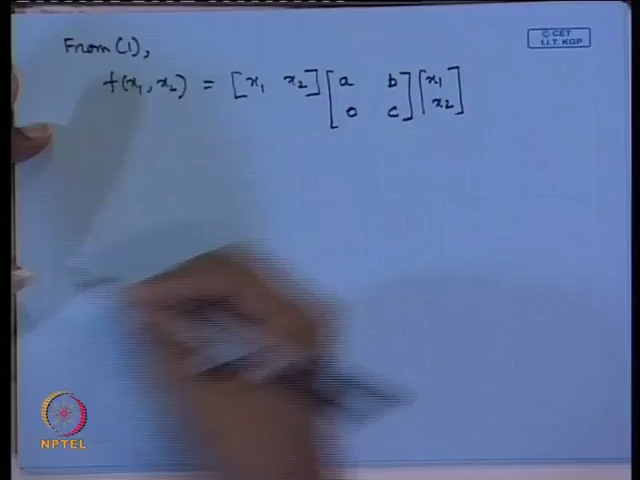 From (1),
© CET
I.I.T. KGP
f(x₁, x₂) = [x₁ x₂] [a b] [x₁]
[0 c] [x₂]
NPTEL